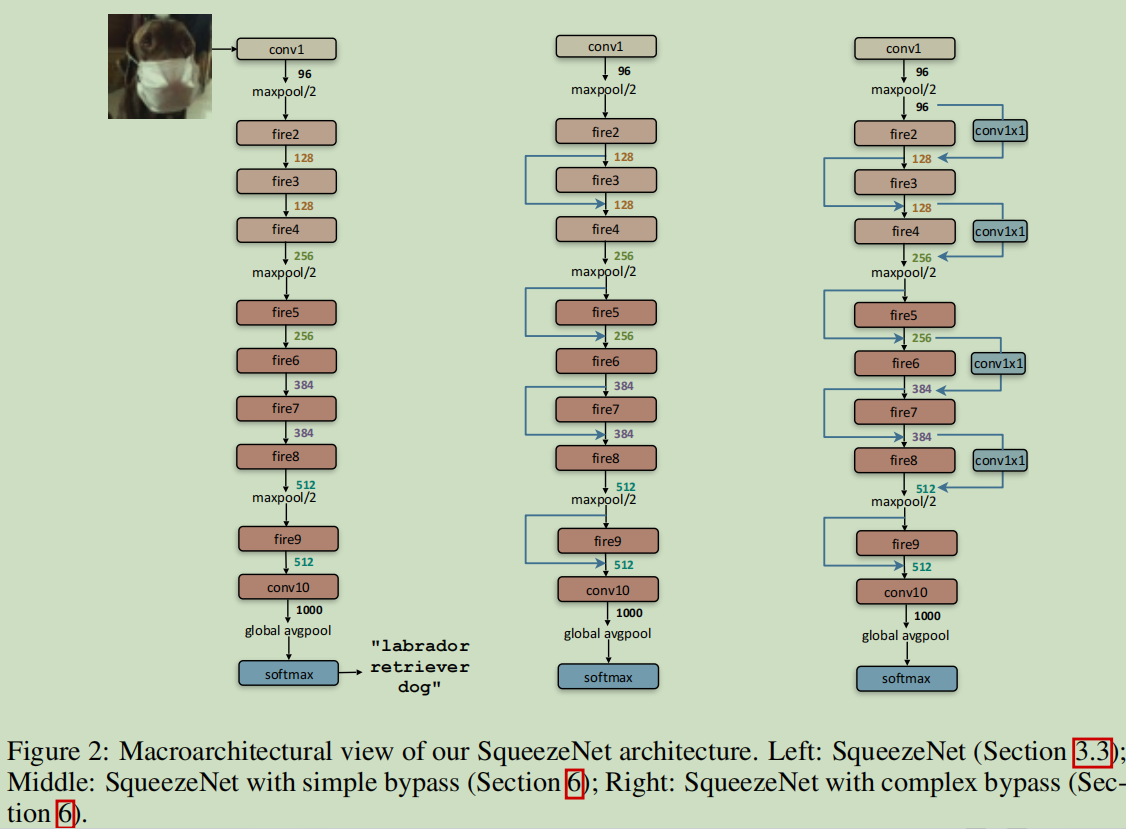 conv1
96
maxpool/2
fire2
128
fire3
128
fire4
256
maxpool/2
fire5
256
fire6
384
fire7
384
fire8
512
maxpool/2
fire9
512
conv10
1000
global avgpool
softmax
"labrador
retriever
dog"
conv1
96
maxpool/2
fire2
128
fire3
128
fire4
256
maxpool/2
fire5
256
fire6
384
fire7
384
fire8
512
maxpool/2
fire9
512
conv10
1000
global avgpool
softmax
conv1
96
maxpool/2
96
conv1x1
fire2
128
fire3
128
conv1x1
fire4
256
maxpool/2
fire5
256
conv1x1
fire6
384
fire7
384
conv1x1
fire8
512
maxpool/2
fire9
512
conv10
1000
global avgpool
softmax
Figure 2: Macroarchitectural view of our SqueezeNet architecture. Left: SqueezeNet (Section 3.3);
Middle: SqueezeNet with simple bypass (Section 6); Right: SqueezeNet with complex bypass (Sec-
tion 6).